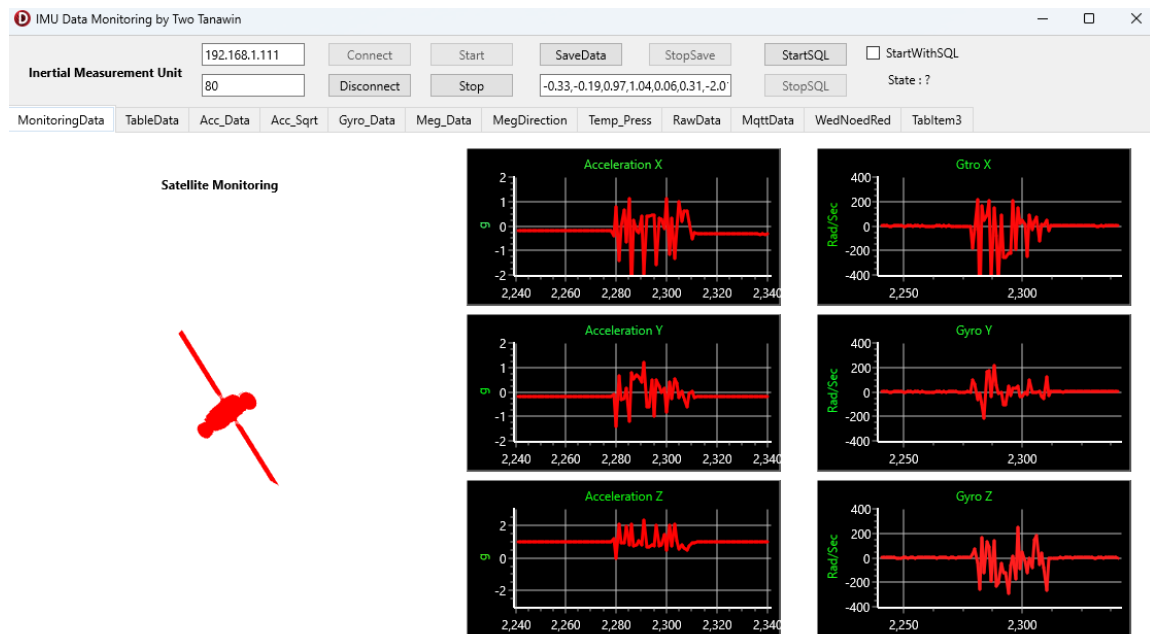 IMU Data Monitoring by Two Tanawin
Inertial Measurement Unit
192.168.1.111
Connect
Start
SaveData
StopSave
StartSQL
StartWithSQL
80
Disconnect
Stop
-0.33,-0.19,0.97,1.04,0.06,0.31,-2.0
StopSQL
State : ?
MonitoringData TableData Acc_Data Acc_Sqrt Gyro_Data Meg_Data MegDirection Temp_Press RawData MqttData WedNoedRed TabItem3
Satellite Monitoring
Acceleration X
g
2
1
0
-1
-2
2,240 2,260 2,280 2,300 2,320 2,340
Gtro X
Rad/Sec
400
200
0
-200
-400
2,250 2,300
Acceleration Y
g
2
1
0
-1
-2
2,240 2,260 2,280 2,300 2,320 2,340
Gyro Y
Rad/Sec
400
200
0
-200
-400
2,250 2,300
Acceleration Z
g
2
0
-2
2,240 2,260 2,280 2,300 2,320 2,340
Gyro Z
Rad/Sec
400
200
0
-200
-400
2,250 2,300